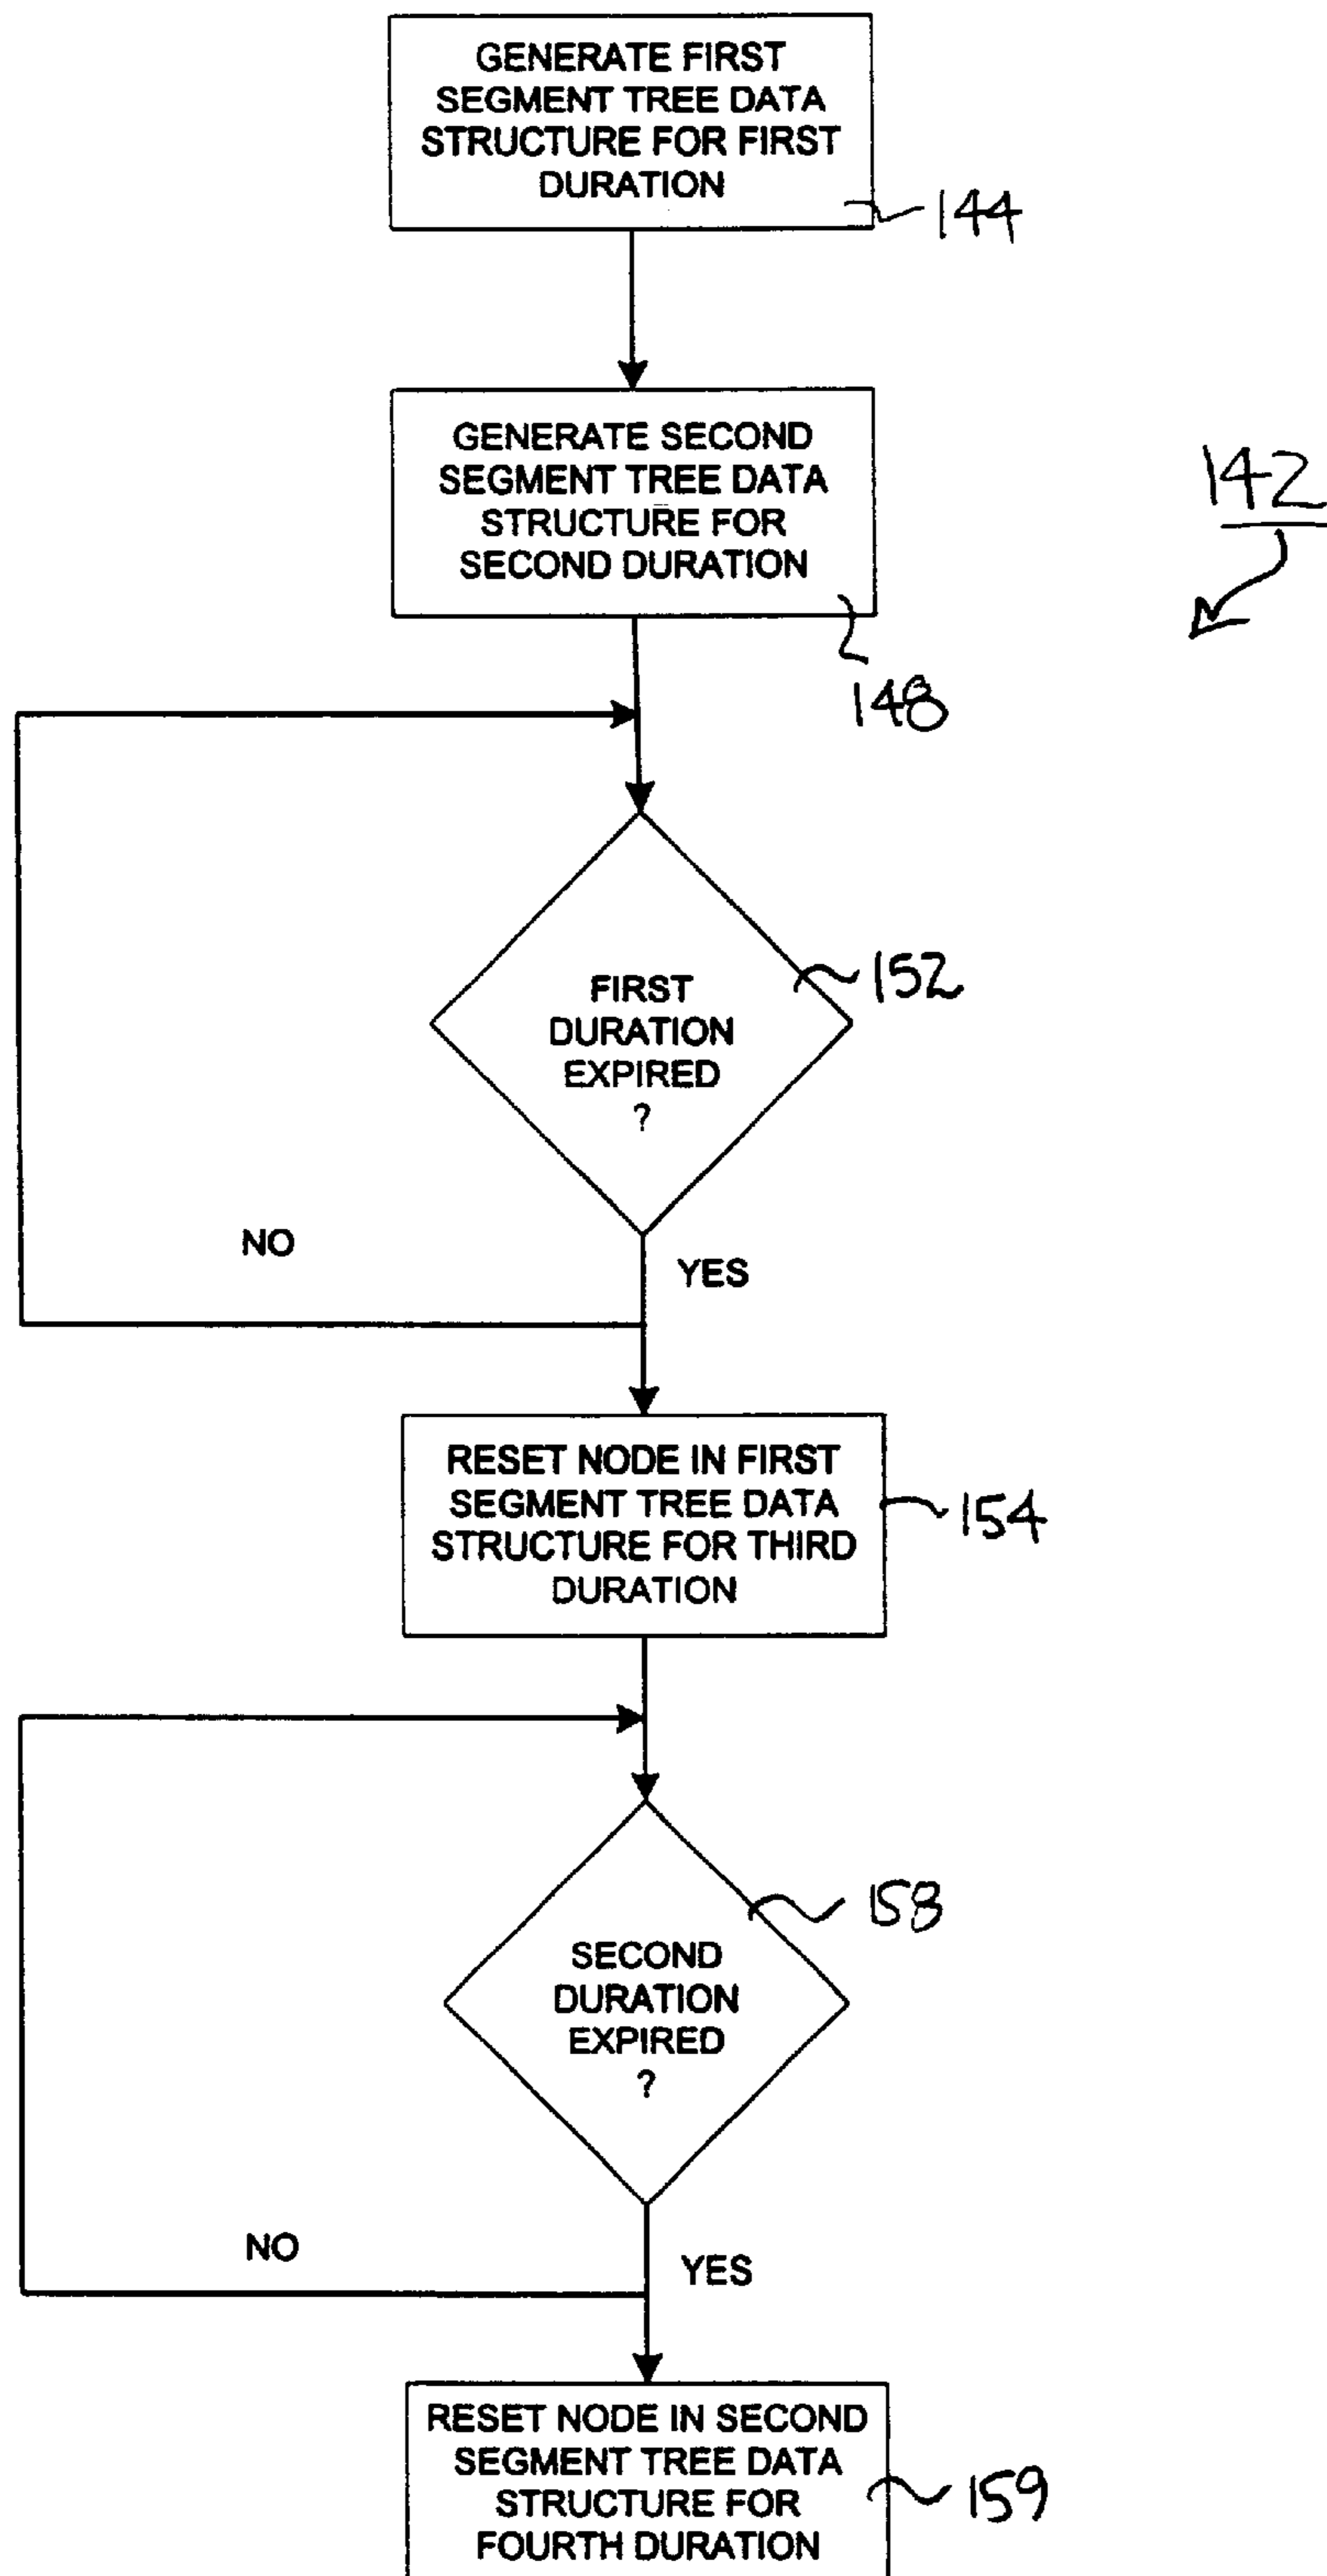 GENERATE FIRST
SEGMENT TREE DATA
STRUCTURE FOR FIRST
DURATION
144
GENERATE SECOND
SEGMENT TREE DATA
STRUCTURE FOR
SECOND DURATION
142
148
FIRST
DURATION
EXPIRED
?
152
NO
YES
RESET NODE IN FIRST
SEGMENT TREE DATA
STRUCTURE FOR THIRD
DURATION
154
SECOND
DURATION
EXPIRED
?
158
NO
YES
RESET NODE IN SECOND
SEGMENT TREE DATA
STRUCTURE FOR
FOURTH DURATION
159